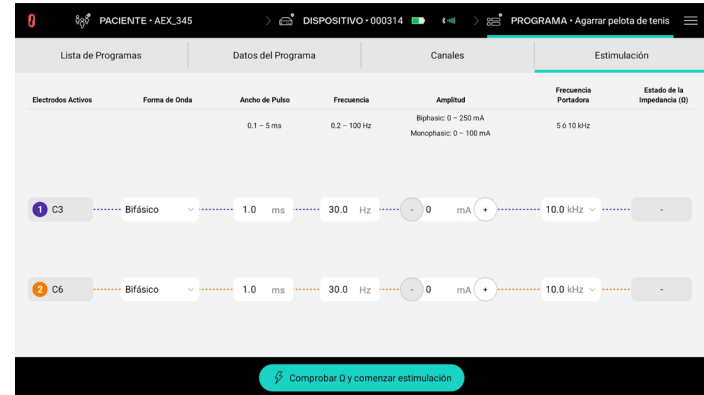 PACIENTE • AEX_345
DISPOSITIVO • 000314
PROGRAMA • Agarrar pelota de tenis
Lista de Programas
Datos del Programa
Canales
Estimulación
Electrodos Activos
Forma de Onda
Ancho de Pulso
Frecuencia
Amplitud
Frecuencia
Portadora
Estado de la
Impedancia (Ω)
0.1 – 5 ms
0.2 – 100 Hz
Biphasic: 0 – 250 mA
Monophasic: 0 – 100 mA
5 ó 10 kHz
1 C3 Bifásico 1.0 ms 30.0 Hz - 0 mA + 10.0 kHz -
2 C6 Bifásico 1.0 ms 30.0 Hz - 0 mA + 10.0 kHz -
Comprobar Ω y comenzar estimulación